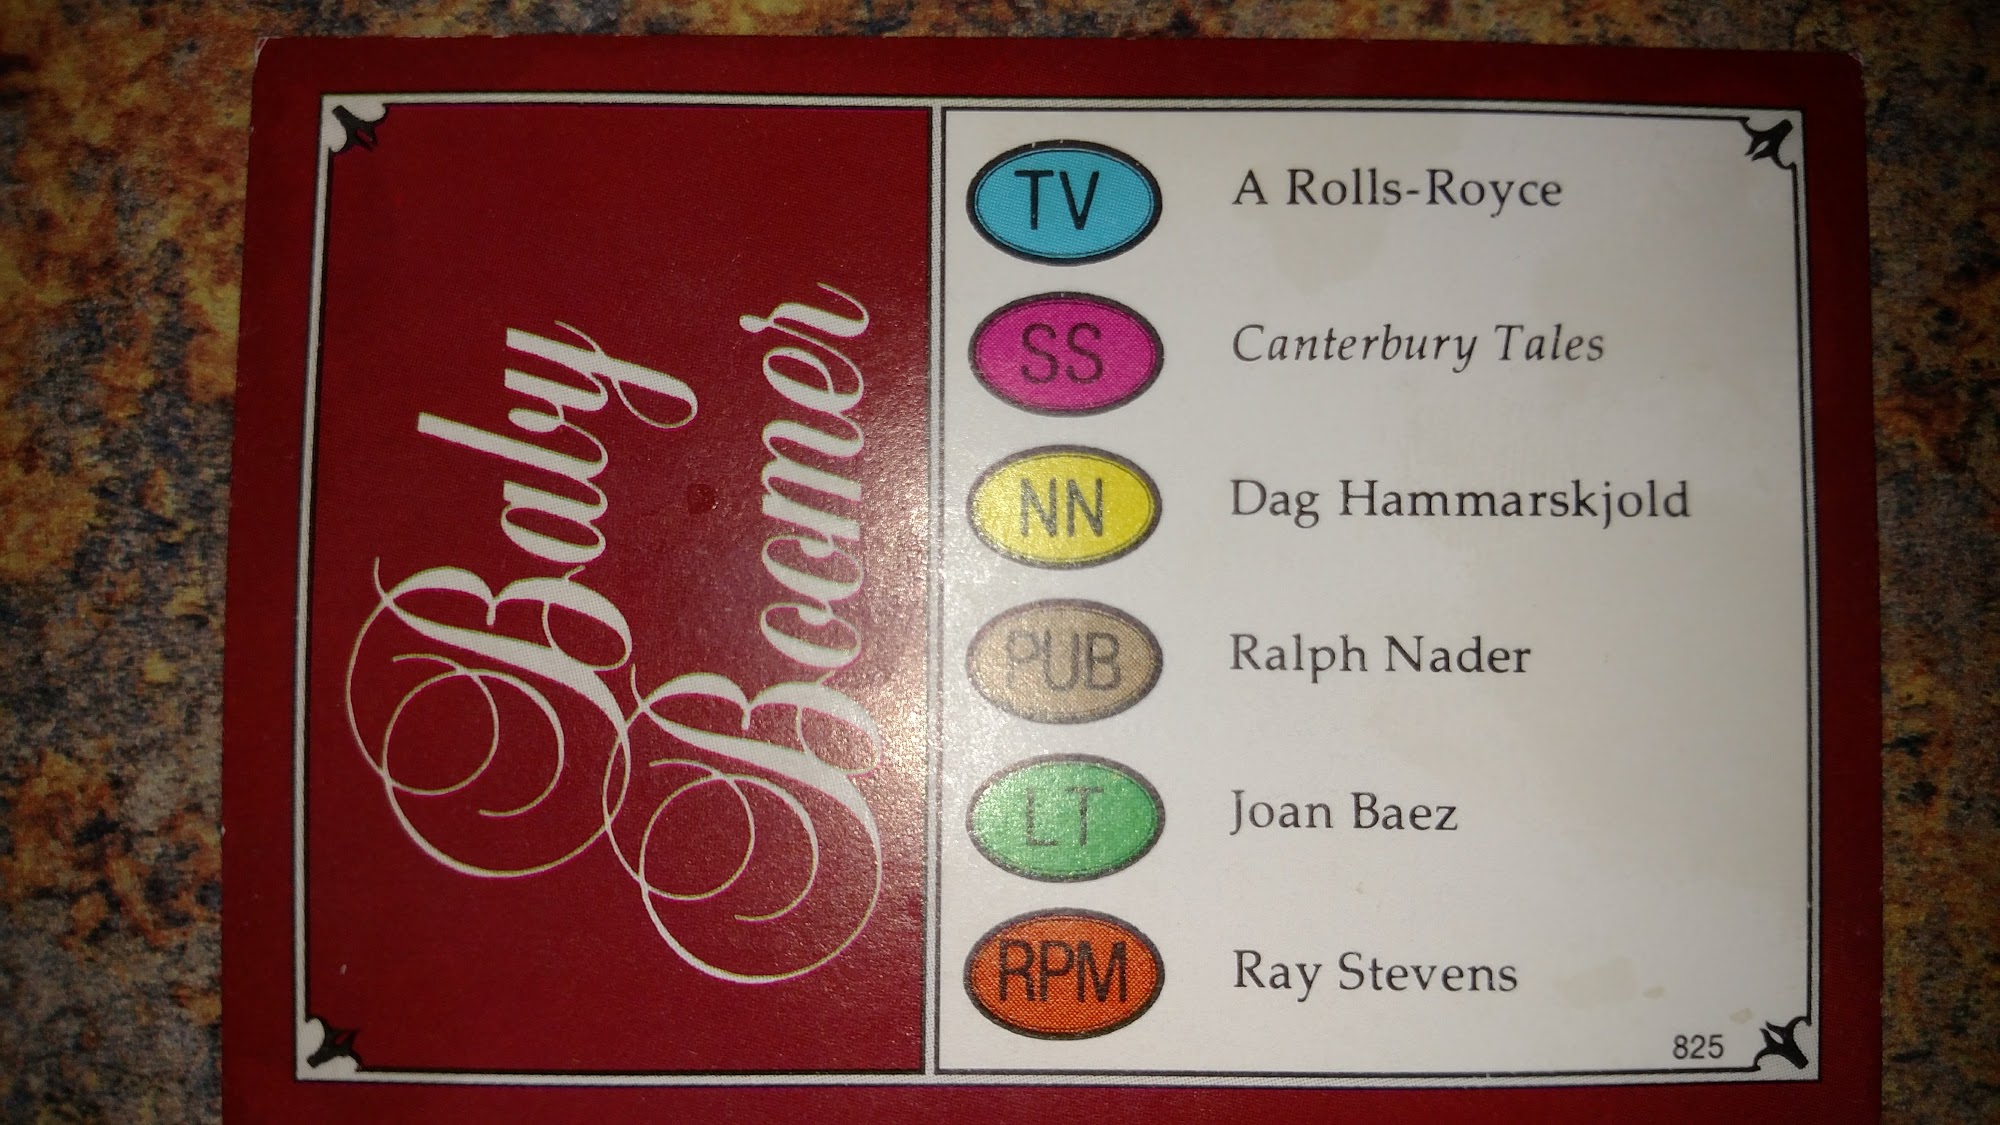 Baby
Boomer
TV A Rolls-Royce
SS Canterbury Tales
NN Dag Hammarskjold
PUB Ralph Nader
LT Joan Baez
RPM Ray Stevens
825